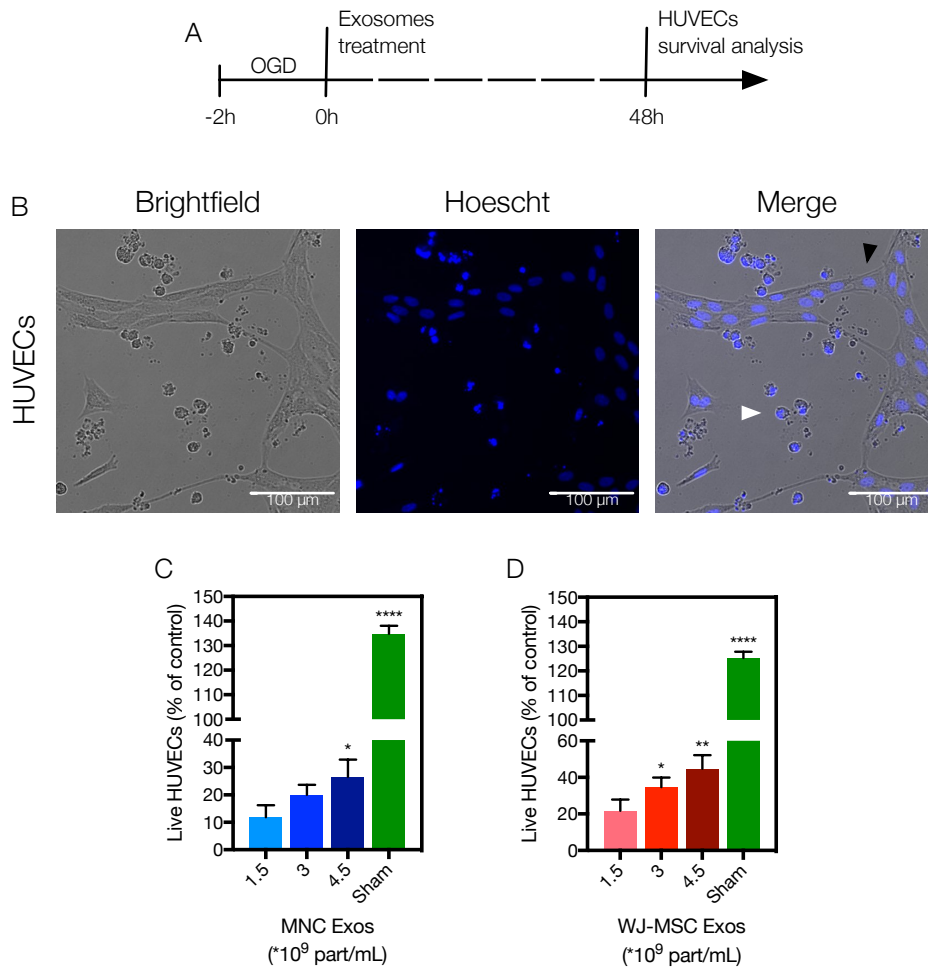 A
Exosomes
treatment
HUVECs
survival analysis
OGD
-2h
0h
48h
B
Brightfield
Hoescht
Merge
HUVECs
100 µm
100 µm
100 µm
C
Live HUVECs (% of control)
150
140
130
120
110
100
40
30
20
10
0
*
****
1.5
3
4.5
Sham
MNC Exos
(*10⁹ part/mL)
D
Live HUVECs (% of control)
150
140
130
120
110
100
60
40
20
0
*
**
****
1.5
3
4.5
Sham
WJ-MSC Exos
(*10⁹ part/mL)